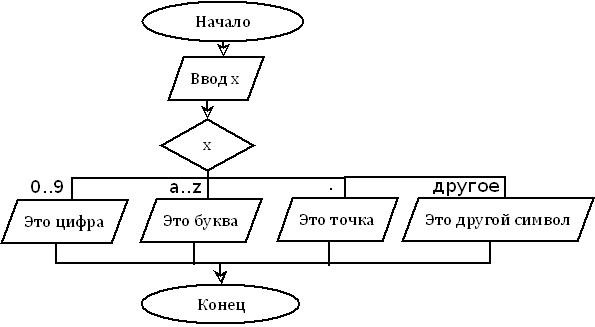 Начало
Ввод x
x
0..9
a..z
.
другое
Это цифра
Это буква
Это точка
Это другой символ
Конец